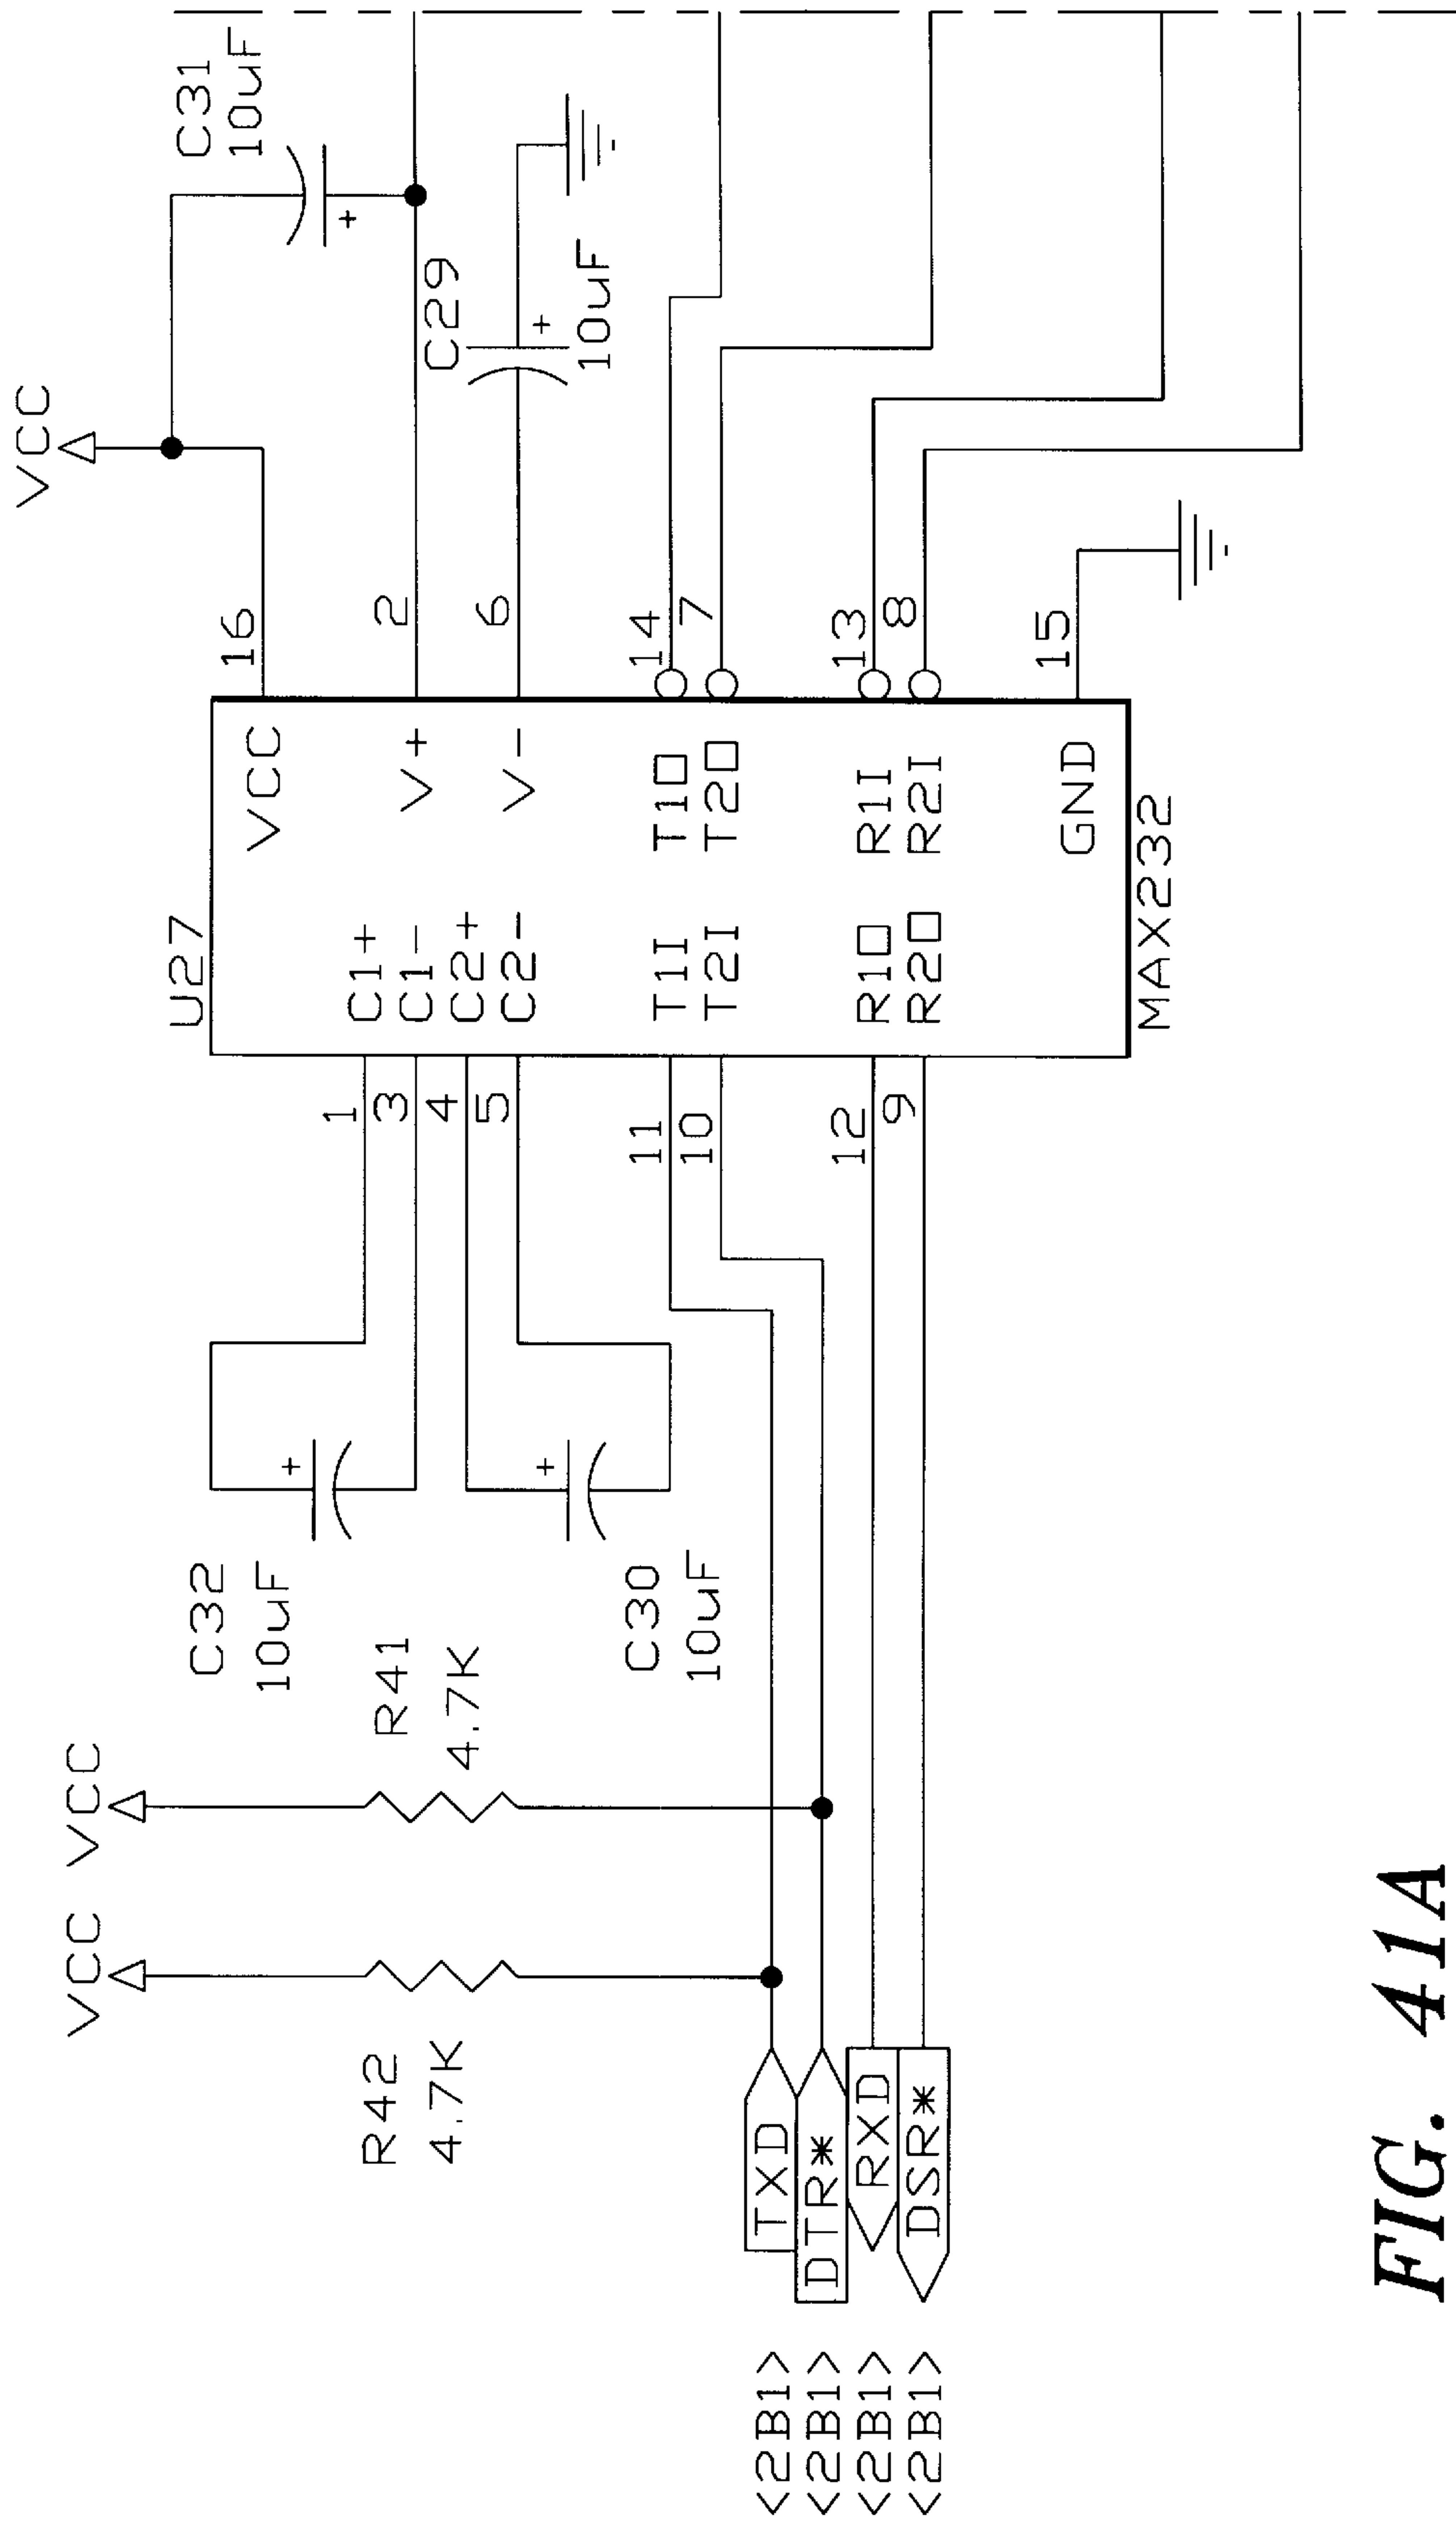 VCC
VCC
VCC
C31
10uF
R42
4.7K
R41
4.7K
C32
10uF
C30
10uF
C29
10uF
U27
1
3
4
5
11
10
12
9
C1+
C1-
C2+
C2-
T1I
T2I
R1O
R2O
VCC
V+
V-
T1O
T2O
R1I
R2I
GND
16
2
6
14
7
13
8
15
MAX232
+
+
+
+
<2B1> TXD
<2B1> DTR*
<2B1> RXD
<2B1> DSR*
FIG. 41A